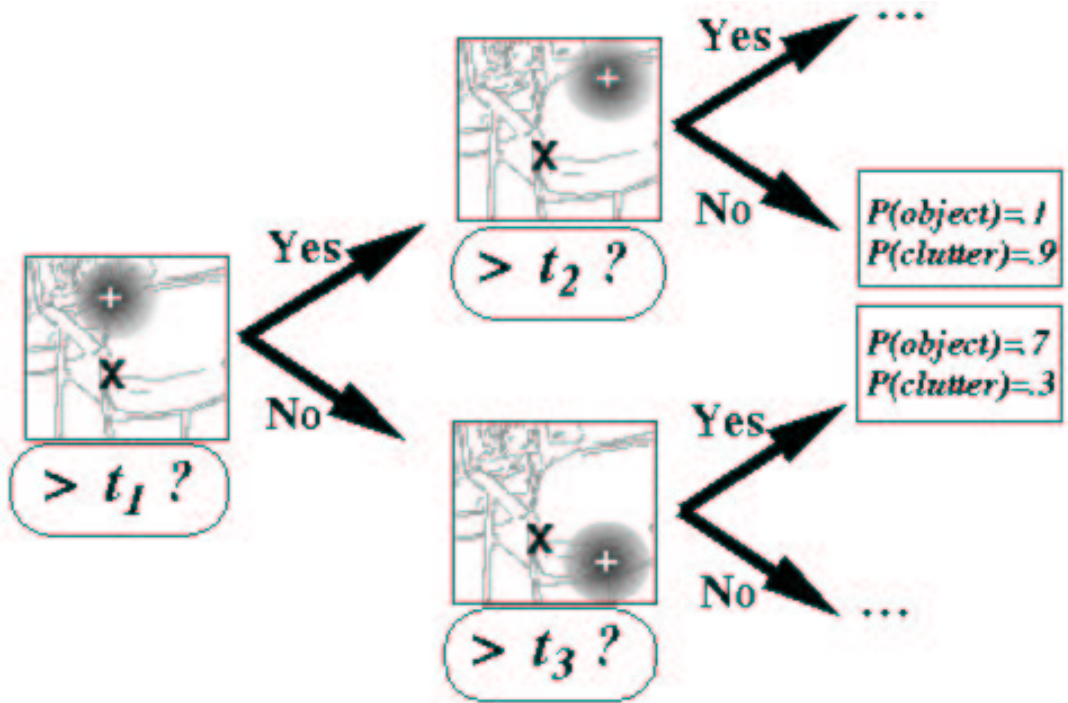 Yes
...
No
> t2 ?
P(object)=.1
P(clutter)=.9
Yes
No
> t1 ?
P(object)=.7
P(clutter)=.3
Yes
No
...
> t3 ?
X
X
X